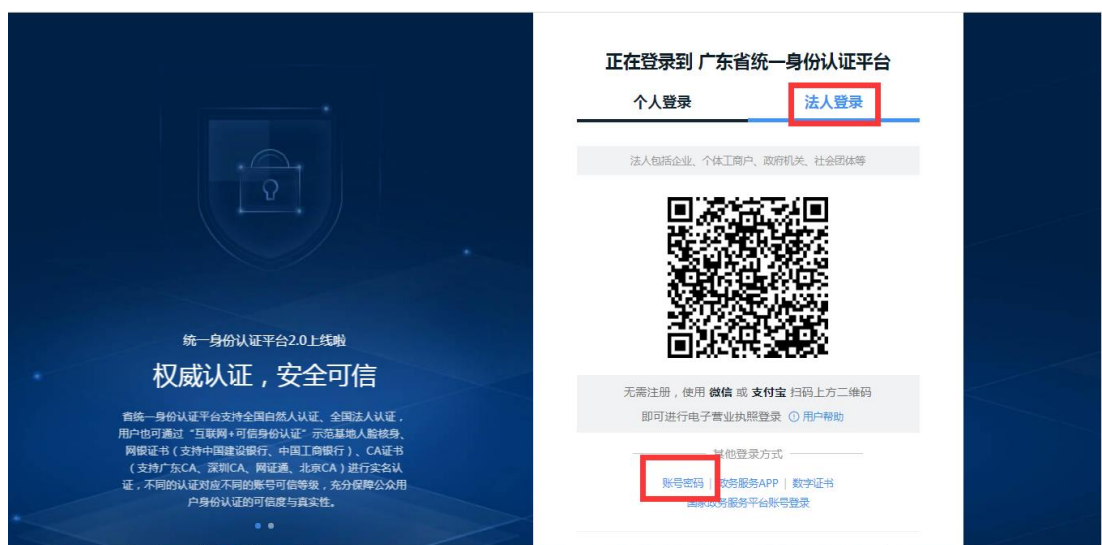 统一身份认证平台2.0上线啦
权威认证，安全可信
省统一身份认证平台支持全国自然人认证、全国法人认证，
用户也可通过“互联网+可信身份认证”示范基地人脸核身、
网银证书（支持中国建设银行、中国工商银行）、CA证书
（支持广东CA、深圳CA、网证通、北京CA）进行实名认
证，不同的认证对应不同的账号可信等级，充分保障公众用
户身份认证的可信度与真实性。
正在登录到 广东省统一身份认证平台
个人登录 法人登录
法人包括企业、个体工商户、政府机关、社会团体等
无需注册，使用 微信 或 支付宝 扫码上方二维码
即可进行电子营业执照登录 用户帮助
其他登录方式
账号密码 | 政务服务APP | 数字证书
国家政务服务平台账号登录